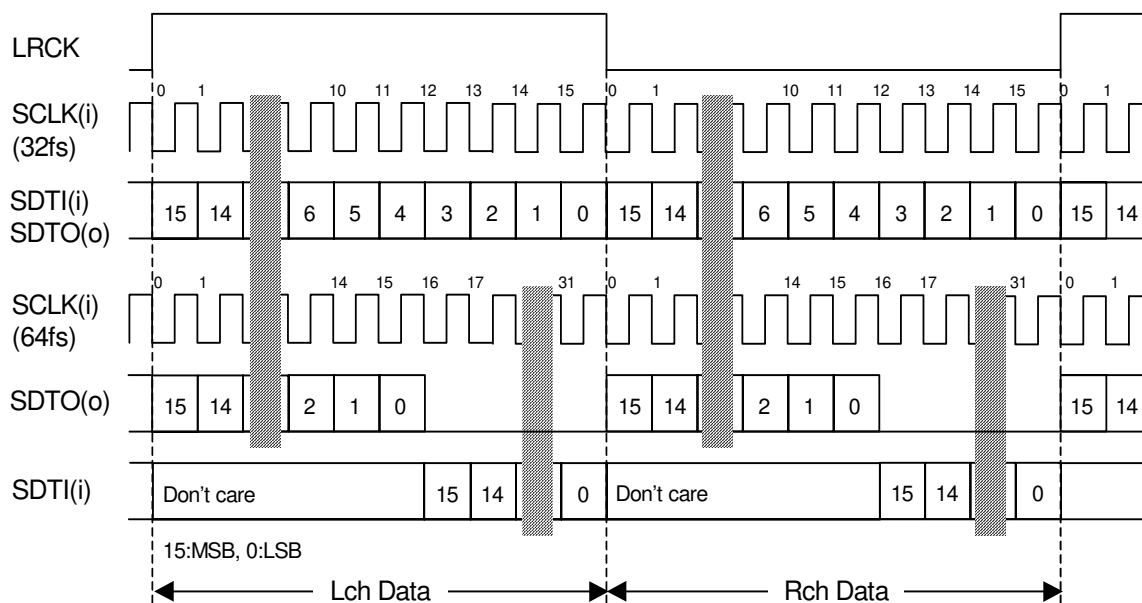 LRCK
0 1 10 11 12 13 14 15 0 1 10 11 12 13 14 15 0 1
SCLK(i)
(32fs)
SDTI(i)
SDTO(o)
15 14 6 5 4 3 2 1 0 15 14 6 5 4 3 2 1 0 15 14
0 1 14 15 16 17 31 0 1 14 15 16 17 31 0 1
SCLK(i)
(64fs)
SDTO(o) 15 14 2 1 0 15 14 2 1 0 15 14
SDTI(i) Don't care 15 14 0 Don't care 15 14 0
15:MSB, 0:LSB
Lch Data Rch Data